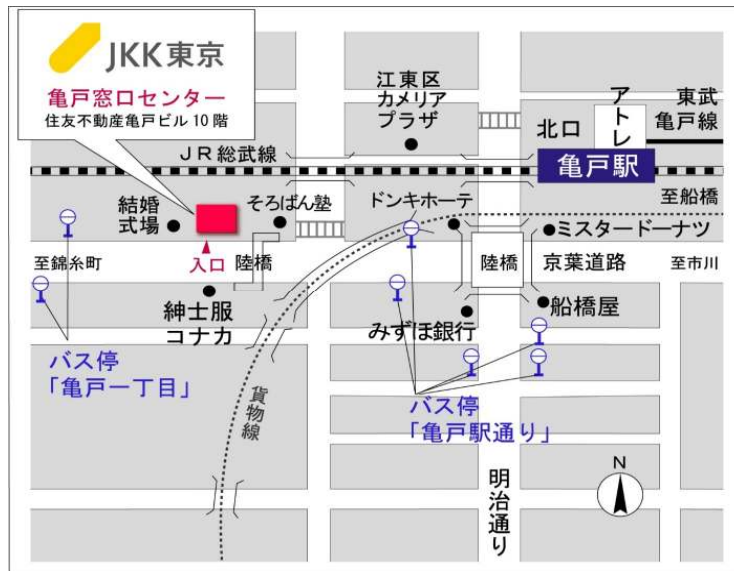 JKK東京
亀戸窓口センター
住友不動産亀戸ビル10階
江東区
カメリア
プラザ
北口
アトレ
東武
亀戸線
JR総武線
亀戸駅
至船橋
結婚
式場
そろばん塾
ドンキホーテ
ミスタードーナツ
至錦糸町
入口
陸橋
陸橋
京葉道路
至市川
紳士服
コナカ
みずほ銀行
船橋屋
バス停
「亀戸一丁目」
貨物線
バス停
「亀戸駅通り」
明治通り
N